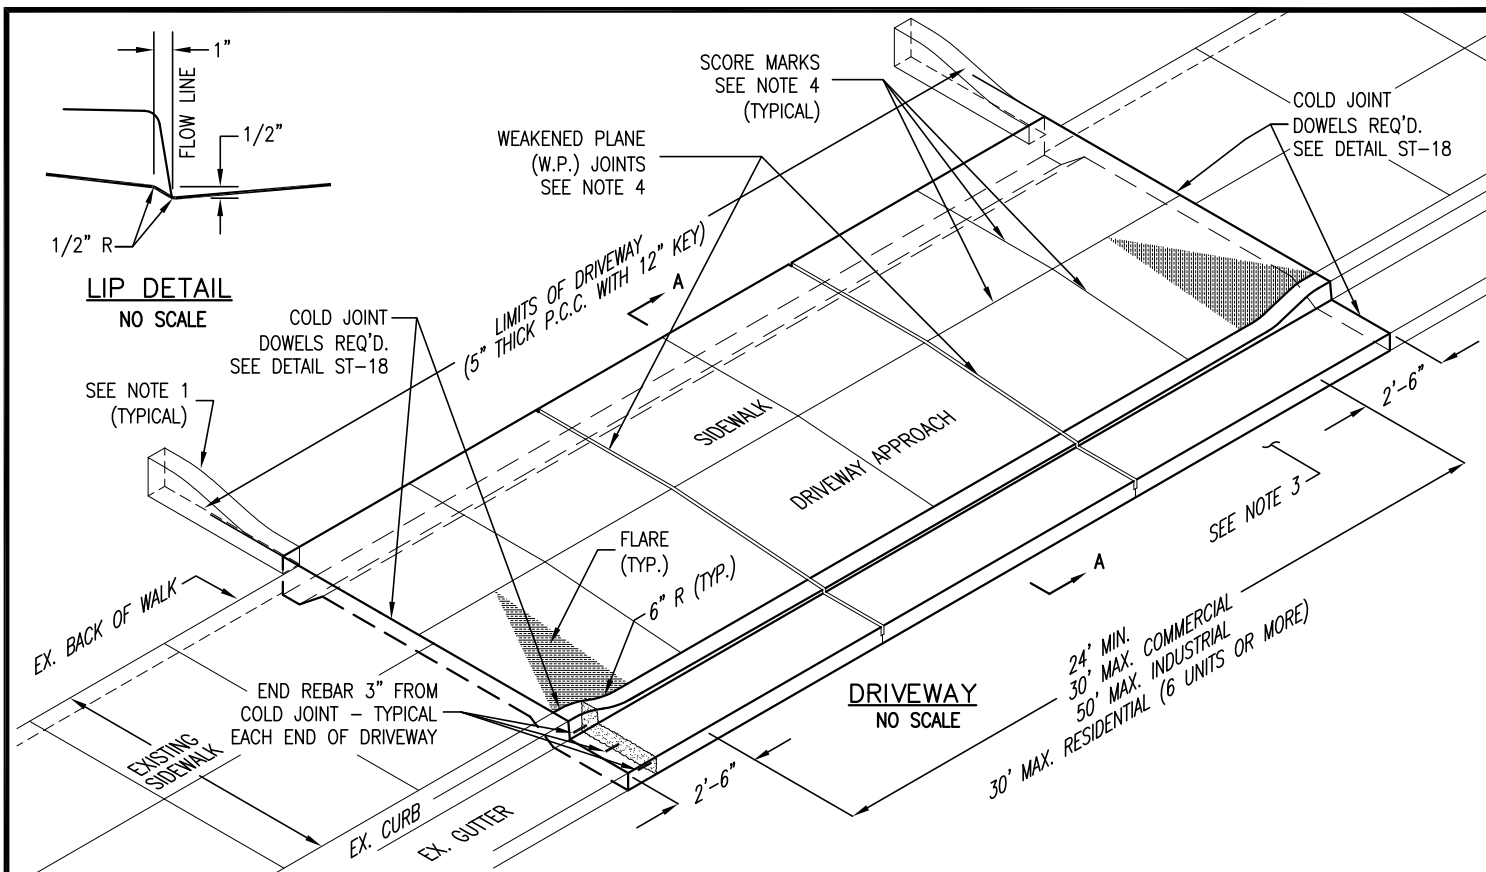 1"
FLOW LINE
1/2"
1/2" R
LIP DETAIL
NO SCALE
SCORE MARKS
SEE NOTE 4
(TYPICAL)
WEAKENED PLANE
(W.P.) JOINTS
SEE NOTE 4
COLD JOINT
DOWELS REQ'D.
SEE DETAIL ST-18
LIMITS OF DRIVEWAY
(5" THICK P.C.C. WITH 12" KEY)
A
COLD JOINT
DOWELS REQ'D.
SEE DETAIL ST-18
SEE NOTE 1
(TYPICAL)
SIDEWALK
DRIVEWAY APPROACH
2'-6"
SEE NOTE 3
FLARE
(TYP.)
6" R (TYP.)
A
EX. BACK OF WALK
END REBAR 3" FROM
COLD JOINT - TYPICAL
EACH END OF DRIVEWAY
EXISTING
SIDEWALK
EX. CURB
EX. GUTTER
2'-6"
DRIVEWAY
NO SCALE
24' MIN.
30' MAX. COMMERCIAL
50' MAX. INDUSTRIAL
30' MAX. RESIDENTIAL (6 UNITS OR MORE)